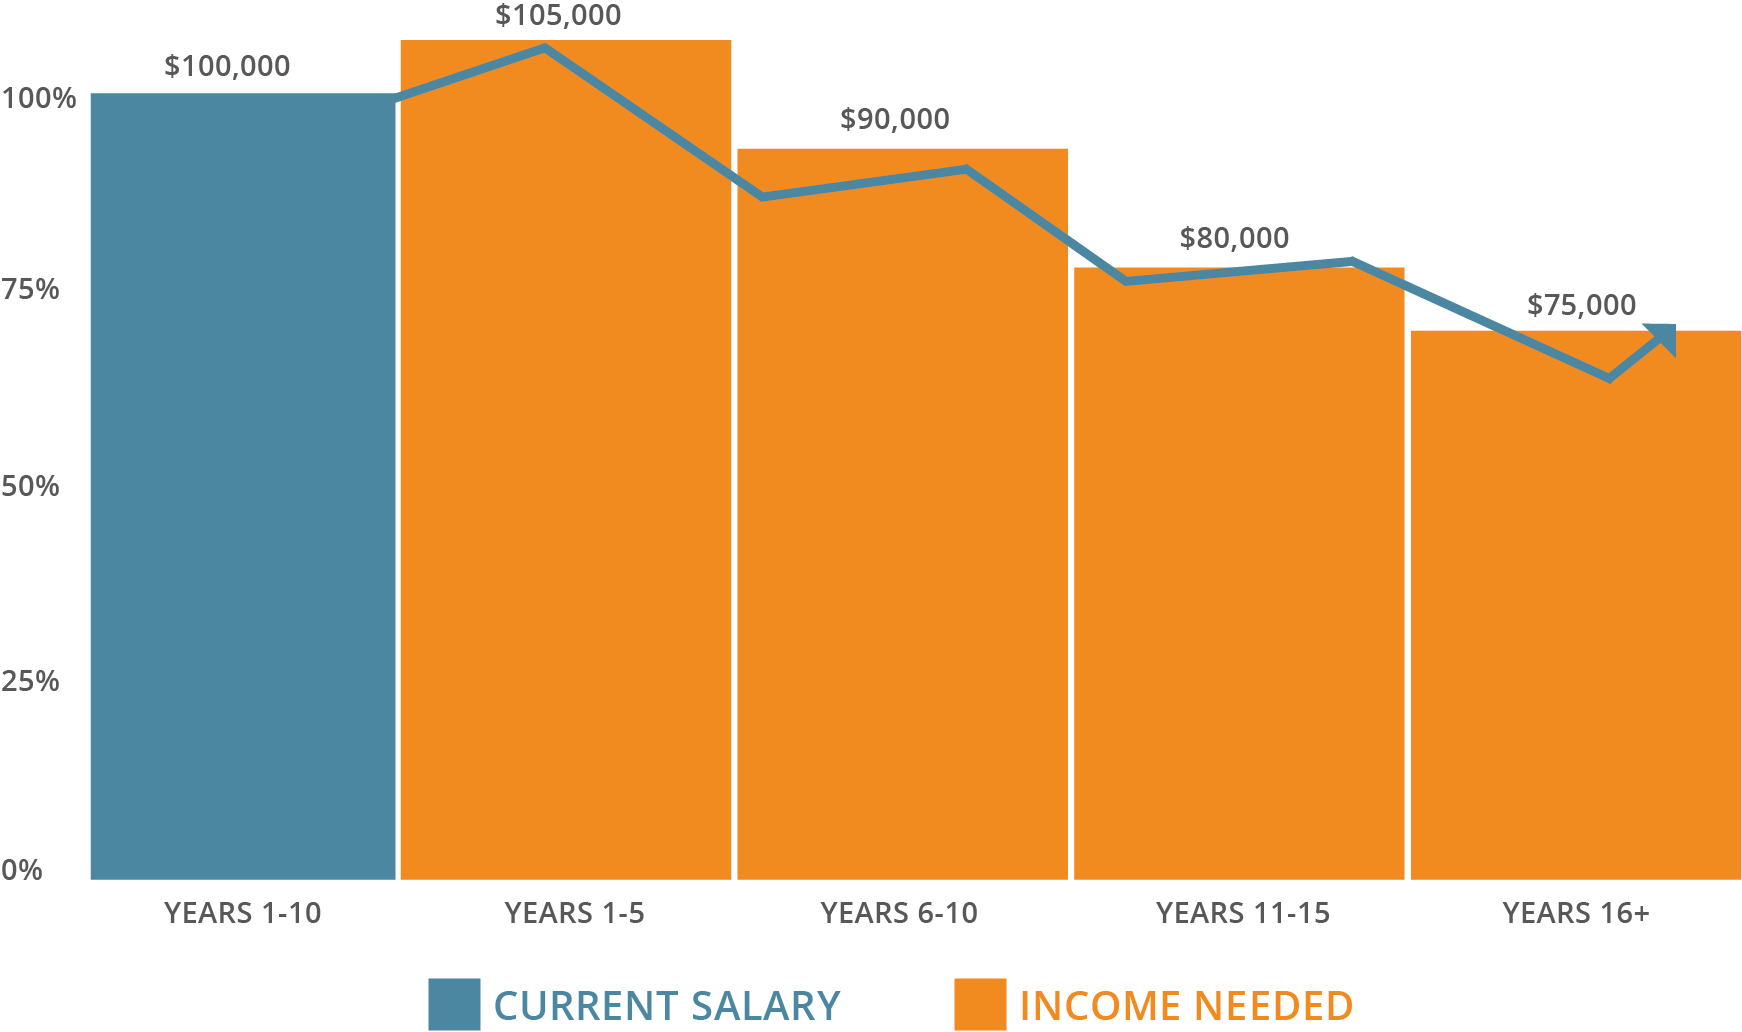 $105,000
$100,000
100%
$90,000
$80,000
75%
$75,000
50%
25%
0%
YEARS 1-10
YEARS 1-5
YEARS 6-10
YEARS 11-15
YEARS 16+
CURRENT SALARY
INCOME NEEDED